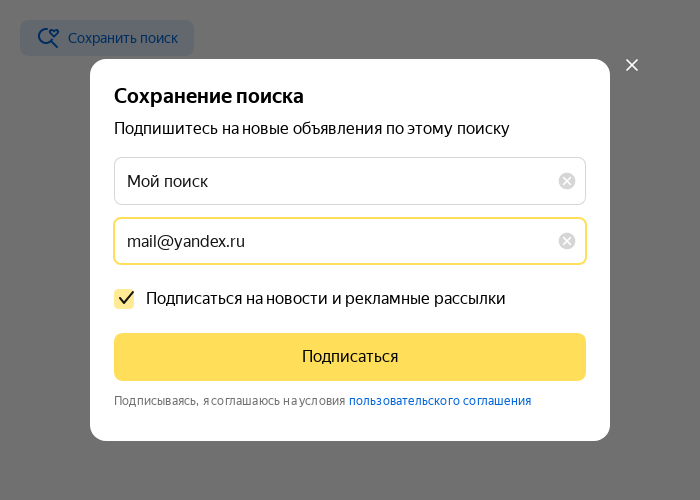 Сохранить поиск
Сохранение поиска
Подпишитесь на новые объявления по этому поиску
Мой поиск
mail@yandex.ru
Подписаться на новости и рекламные рассылки
Подписаться
Подписываясь, я соглашаюсь на условия пользовательского соглашения